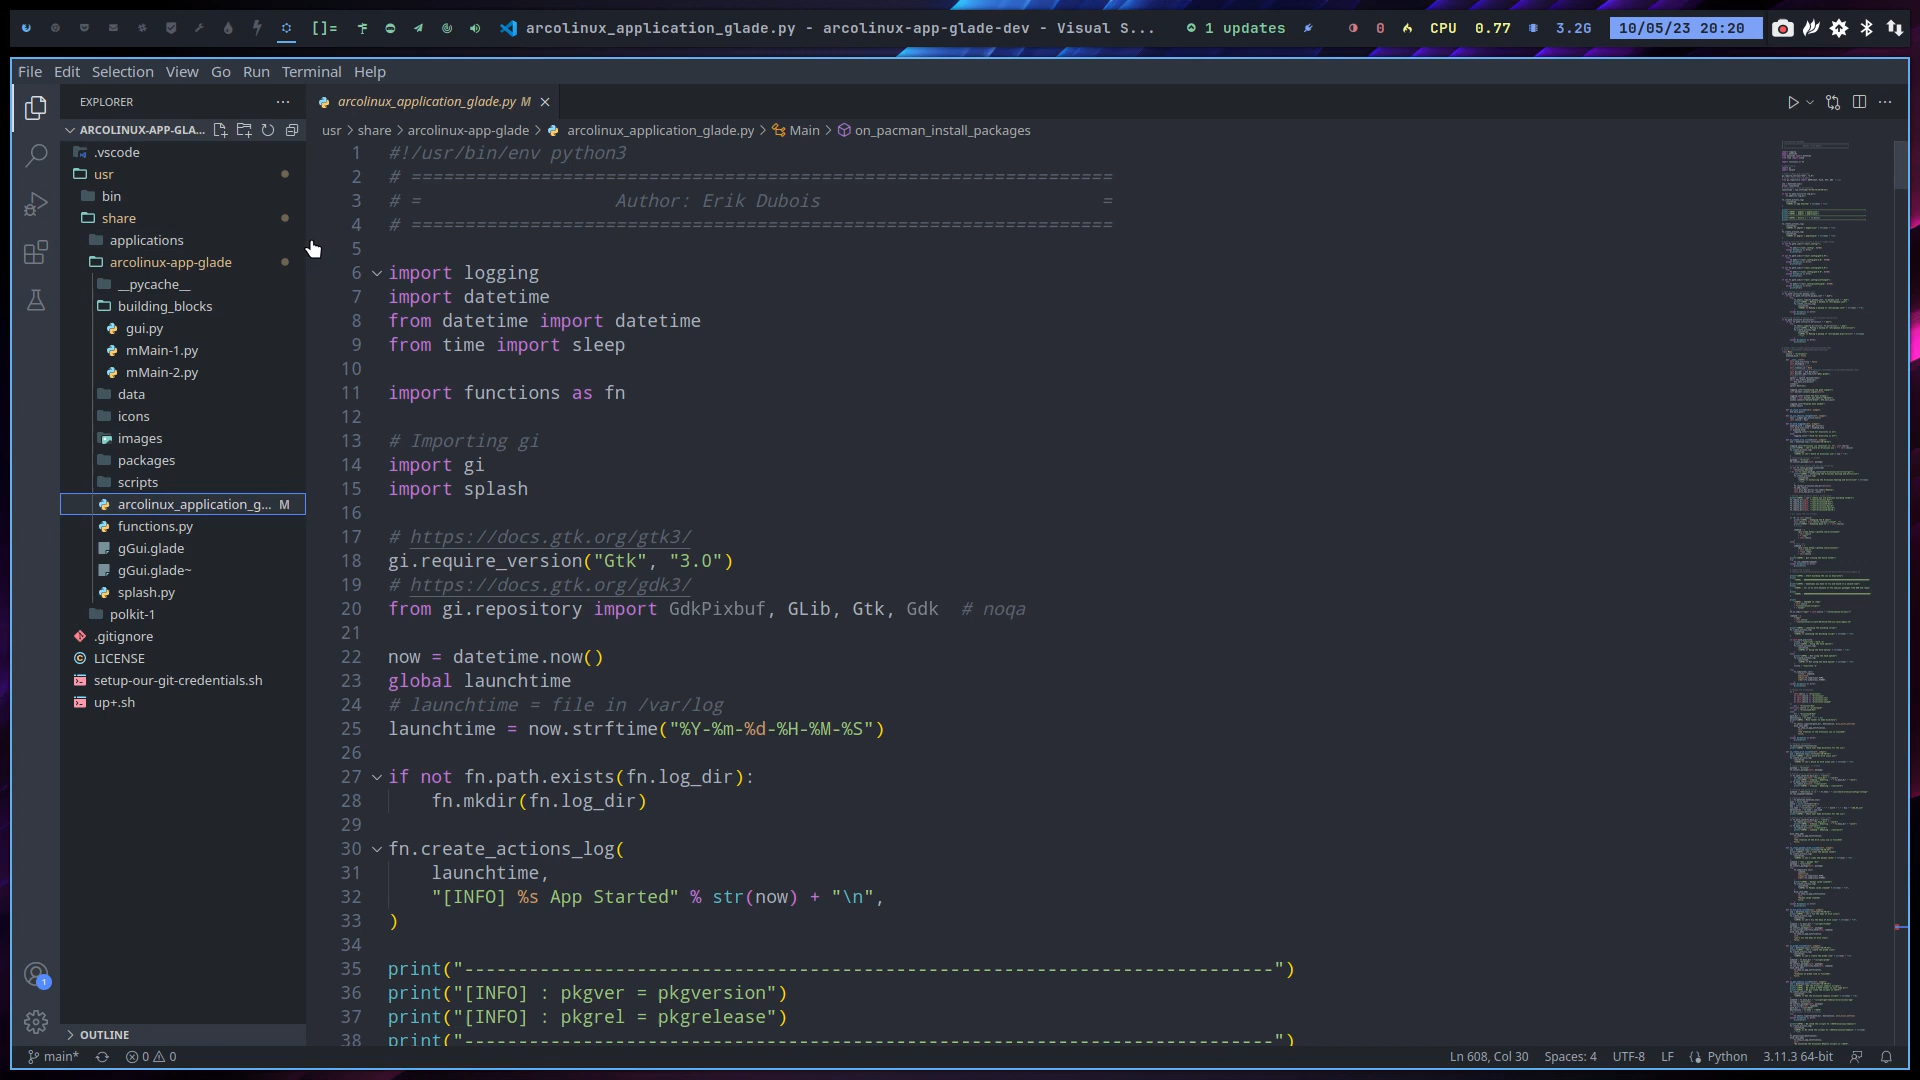 []=
arcolinux_application_glade.py - arcolinux-app-glade-dev - Visual S...
1 updates
0
CPU 0.77
3.2G
10/05/23 20:20
File Edit Selection View Go Run Terminal Help
EXPLORER
arcolinux_application_glade.py M
ARCOLINUX-APP-GLA...
usr > share > arcolinux-app-glade > arcolinux_application_glade.py > Main > on_pacman_install_packages
.vscode
usr
bin
share
applications
arcolinux-app-glade
__pycache__
building_blocks
gui.py
mMain-1.py
mMain-2.py
data
icons
images
packages
scripts
arcolinux_application_g... M
functions.py
gGui.glade
gGui.glade~
splash.py
polkit-1
.gitignore
LICENSE
setup-our-git-credentials.sh
up+.sh
OUTLINE
1 #!/usr/bin/env python3
2 # =================================================================
3 # =                  Author: Erik Dubois                          =
4 # =================================================================
5
6 import logging
7 import datetime
8 from datetime import datetime
9 from time import sleep
10
11 import functions as fn
12
13 # Importing gi
14 import gi
15 import splash
16
17 # https://docs.gtk.org/gtk3/
18 gi.require_version("Gtk", "3.0")
19 # https://docs.gtk.org/gdk3/
20 from gi.repository import GdkPixbuf, GLib, Gtk, Gdk  # noqa
21
22 now = datetime.now()
23 global launchtime
24 # launchtime = file in /var/log
25 launchtime = now.strftime("%Y-%m-%d-%H-%M-%S")
26
27 if not fn.path.exists(fn.log_dir):
28     fn.mkdir(fn.log_dir)
29
30 fn.create_actions_log(
31     launchtime,
32     "[INFO] %s App Started" % str(now) + "\n",
33 )
34
35 print("---------------------------------------------------------------------------")
36 print("[INFO] : pkgver = pkgversion")
37 print("[INFO] : pkgrel = pkgrelease")
38 print("---------------------------------------------------------------------------")
1
main* 0 0
Ln 608, Col 30 Spaces: 4 UTF-8 LF Python 3.11.3 64-bit